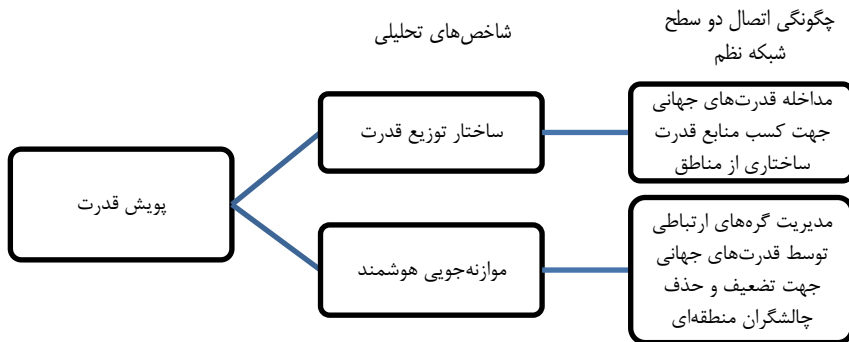 چگونگی اتصال دو سطح
شبکه نظم
شاخص‌های تحلیلی
مداخله قدرت‌های جهانی
جهت کسب منابع قدرت
ساختاری از مناطق
ساختار توزیع قدرت
پویش قدرت
مدیریت گره‌های ارتباطی
توسط قدرت‌های جهانی
جهت تضعیف و حذف
چالشگران منطقه‌ای
موازنه‌جویی هوشمند